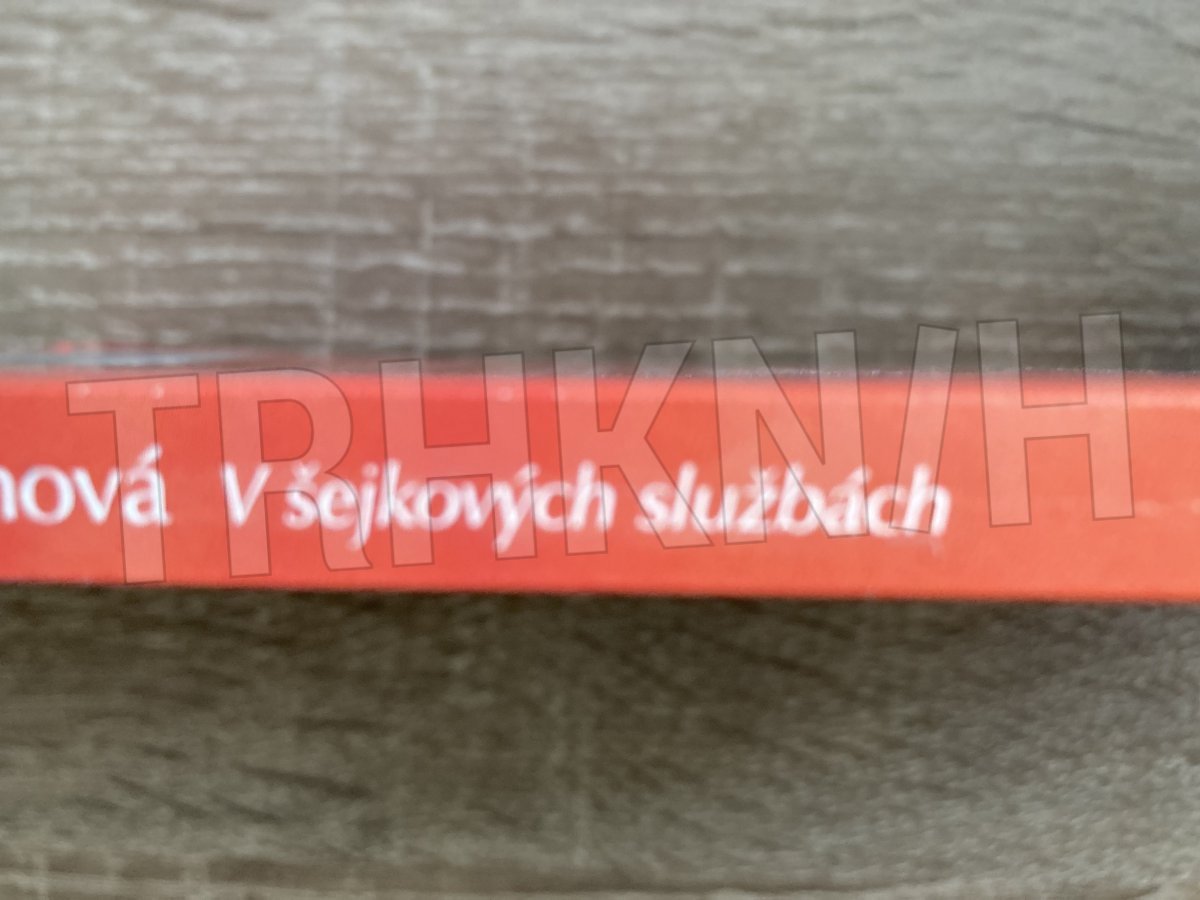 nová V šejkových službách
TRHKNIH